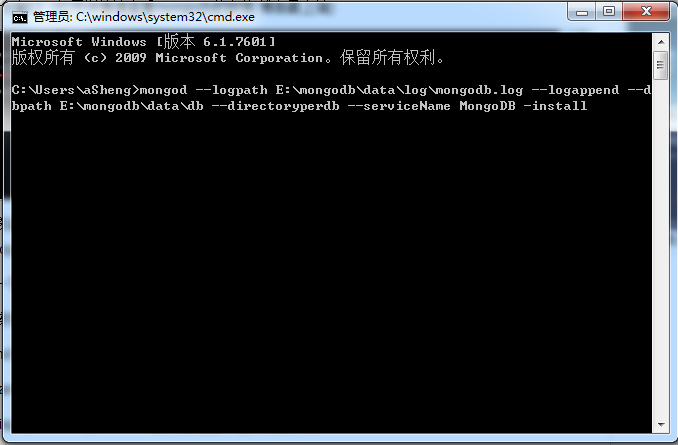 管理员: C:\windows\system32\cmd.exe
Microsoft Windows [版本 6.1.7601]
版权所有 (c) 2009 Microsoft Corporation。保留所有权利。
C:\Users\aSheng>mongod --logpath E:\mongodb\data\log\mongodb.log --logappend --d
bpath E:\mongodb\data\db --directoryperdb --serviceName MongoDB -install